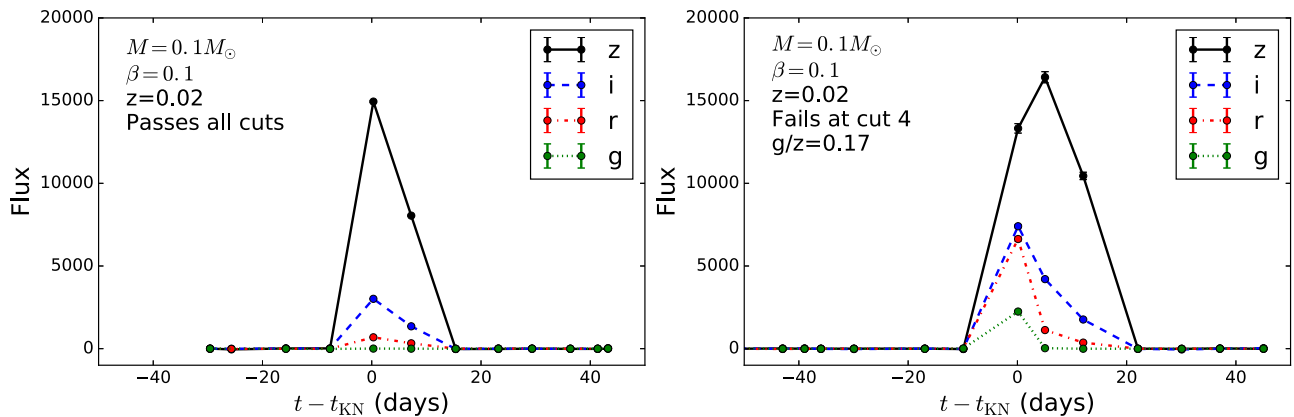 20000
15000
10000
5000
0
Flux
M=0.1M⊙
β=0.1
z=0.02
Passes all cuts
z
i
r
g
−40 −20 0 20 40
t−tKN (days)
20000
15000
10000
5000
0
Flux
M=0.1M⊙
β=0.1
z=0.02
Fails at cut 4
g/z=0.17
z
i
r
g
−40 −20 0 20 40
t−tKN (days)